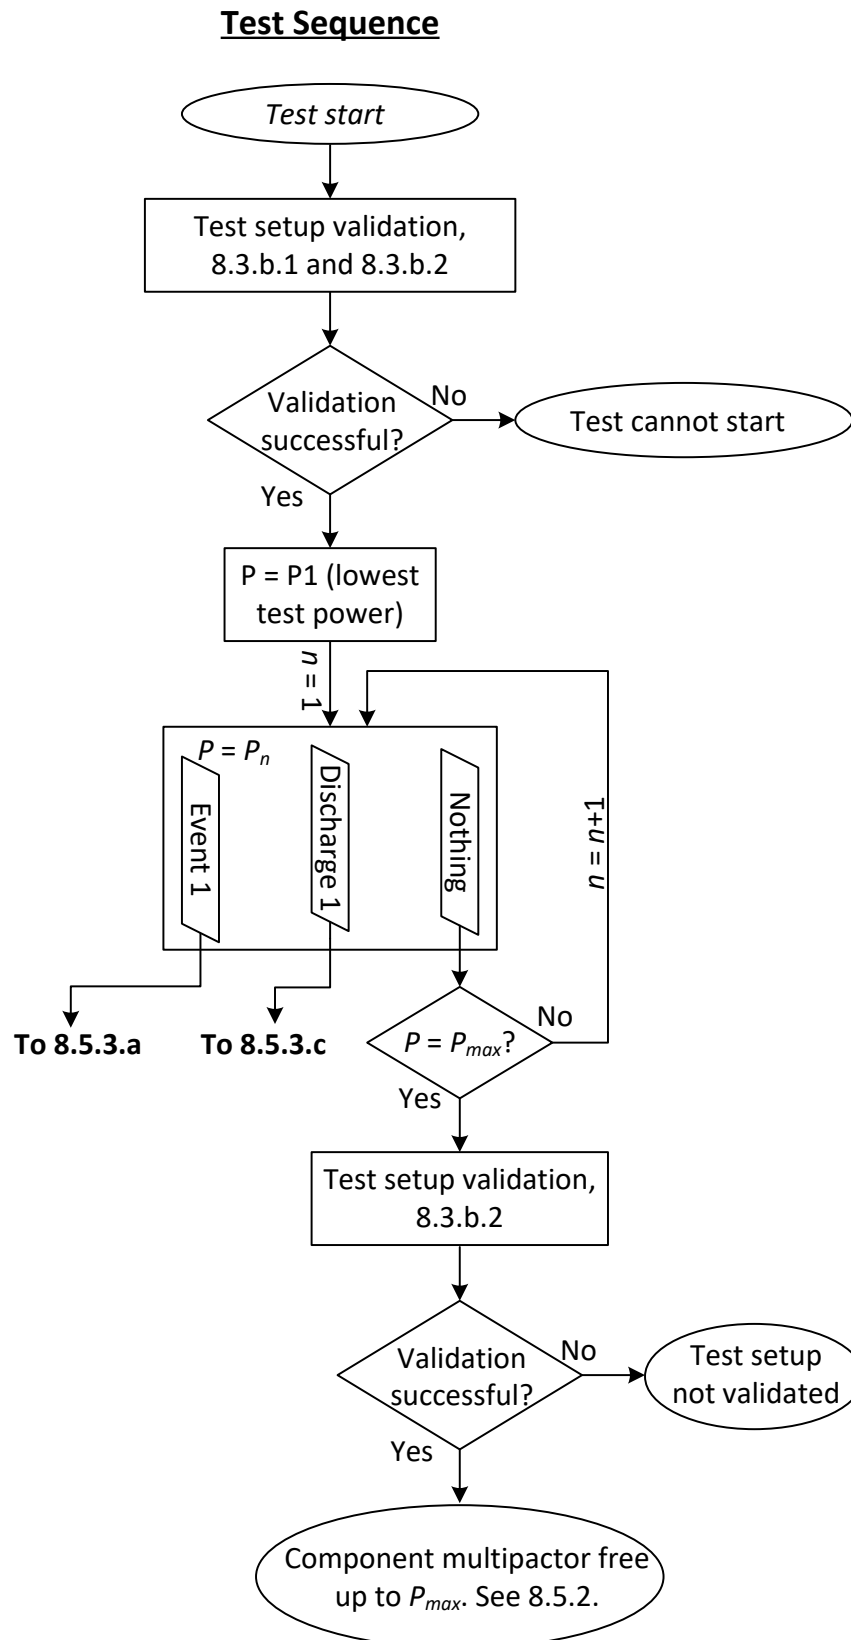 Test Sequence
Test start
Test setup validation,
8.3.b.1 and 8.3.b.2
Validation
successful?
No
Test cannot start
Yes
P = P1 (lowest
test power)
n = 1
P = Pn
Event 1
Discharge 1
Nothing
n = n+1
To 8.5.3.a
To 8.5.3.c
P = Pmax?
No
Yes
Test setup validation,
8.3.b.2
Validation
successful?
No
Test setup
not validated
Yes
Component multipactor free
up to Pmax. See 8.5.2.